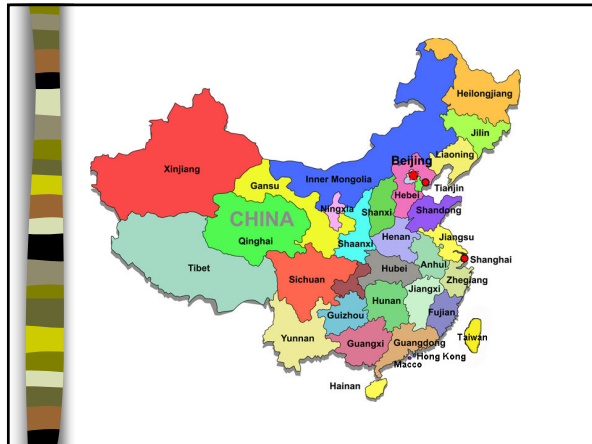 Heilongjiang
Jilin
Liaoning
Beijing
Xinjiang
Inner Mongolia
Gansu
Tianjin
Hebei
Ningxia
Shanxi
Shandong
CHINA
Qinghai
Shaanxi
Henan
Jiangsu
Shanghai
Tibet
Hubei
Anhui
Sichuan
Zhegiang
Jiangxi
Hunan
Guizhou
Fujian
Yunnan
Guangxi
Guangdong
Taiwan
Hong Kong
Macco
Hainan